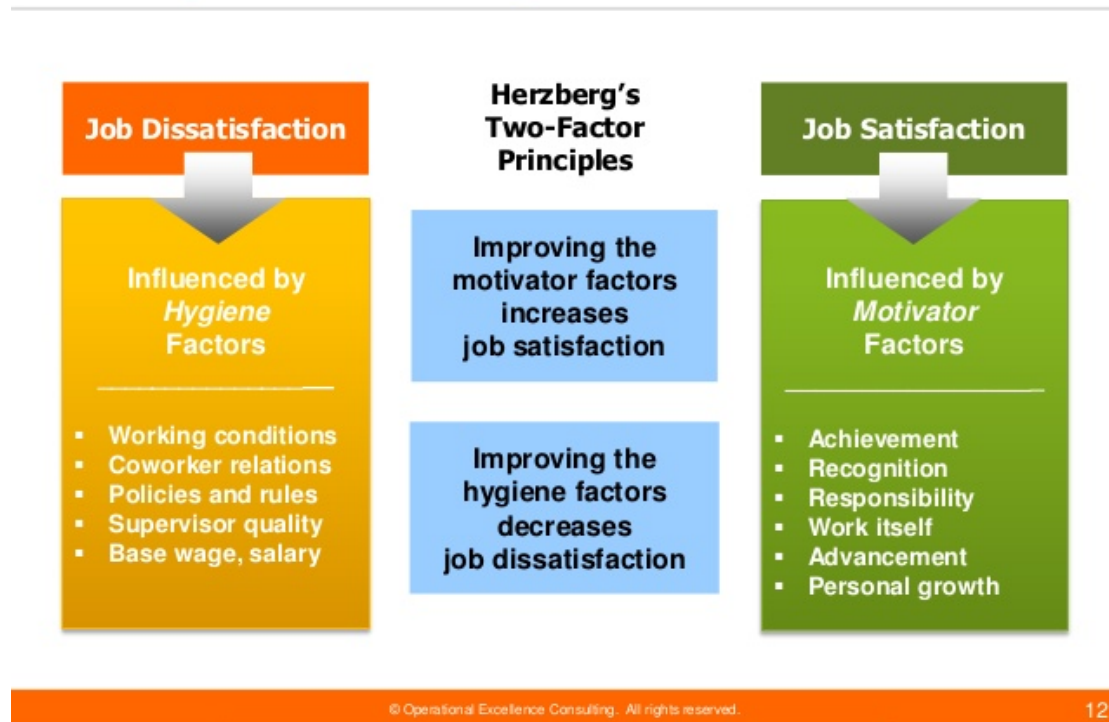 Job Dissatisfaction
Influenced by
Hygiene
Factors
▪ Working conditions
▪ Coworker relations
▪ Policies and rules
▪ Supervisor quality
▪ Base wage, salary
Herzberg's
Two-Factor
Principles
Improving the
motivator factors
increases
job satisfaction
Improving the
hygiene factors
decreases
job dissatisfaction
Job Satisfaction
Influenced by
Motivator
Factors
▪ Achievement
▪ Recognition
▪ Responsibility
▪ Work itself
▪ Advancement
▪ Personal growth
© Operational Excellence Consulting. All rights reserved.
12